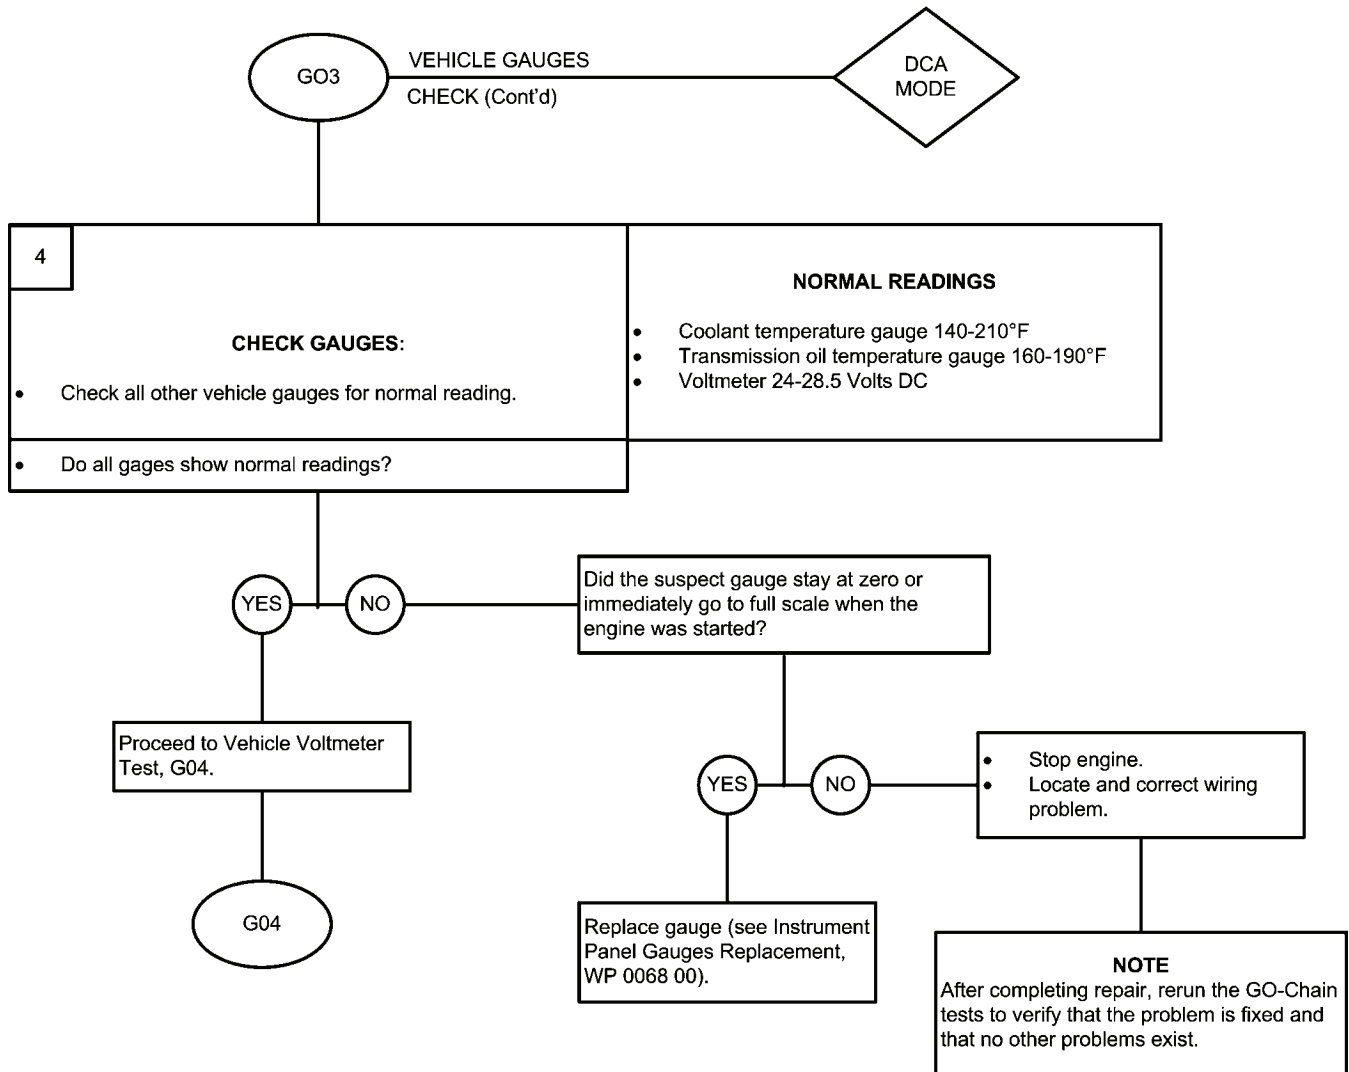 GO3
VEHICLE GAUGES
CHECK (Cont'd)
DCA
MODE
4
CHECK GAUGES:
• Check all other vehicle gauges for normal reading.
• Do all gages show normal readings?
NORMAL READINGS
• Coolant temperature gauge 140-210°F
• Transmission oil temperature gauge 160-190°F
• Voltmeter 24-28.5 Volts DC
YES
NO
Did the suspect gauge stay at zero or
immediately go to full scale when the
engine was started?
Proceed to Vehicle Voltmeter
Test, G04.
G04
YES
NO
• Stop engine.
• Locate and correct wiring
problem.
Replace gauge (see Instrument
Panel Gauges Replacement,
WP 0068 00).
NOTE
After completing repair, rerun the GO-Chain
tests to verify that the problem is fixed and
that no other problems exist.